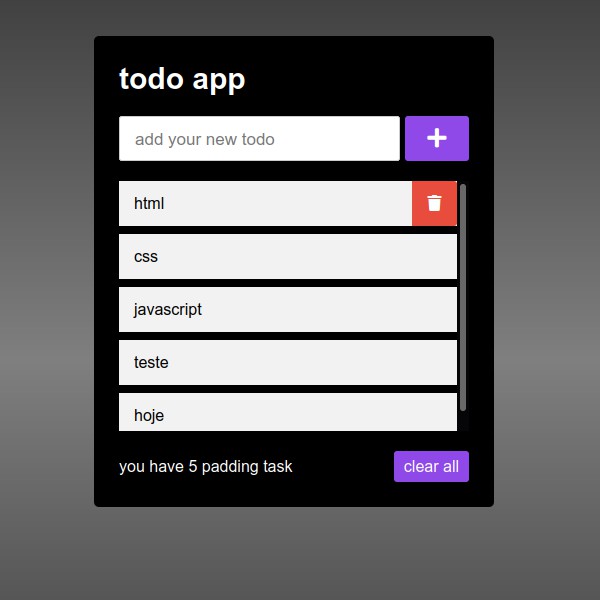 todo app
add your new todo
html
css
javascript
teste
hoje
you have 5 padding task
clear all